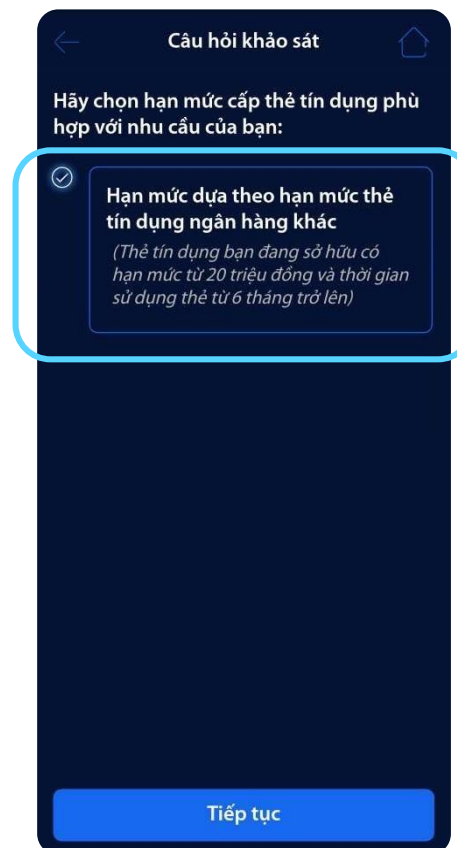 Câu hỏi khảo sát
Hãy chọn hạn mức cấp thẻ tín dụng phù
hợp với nhu cầu của bạn:
Hạn mức dựa theo hạn mức thẻ
tín dụng ngân hàng khác
(Thẻ tín dụng bạn đang sở hữu có
hạn mức từ 20 triệu đồng và thời gian
sử dụng thẻ từ 6 tháng trở lên)
Tiếp tục